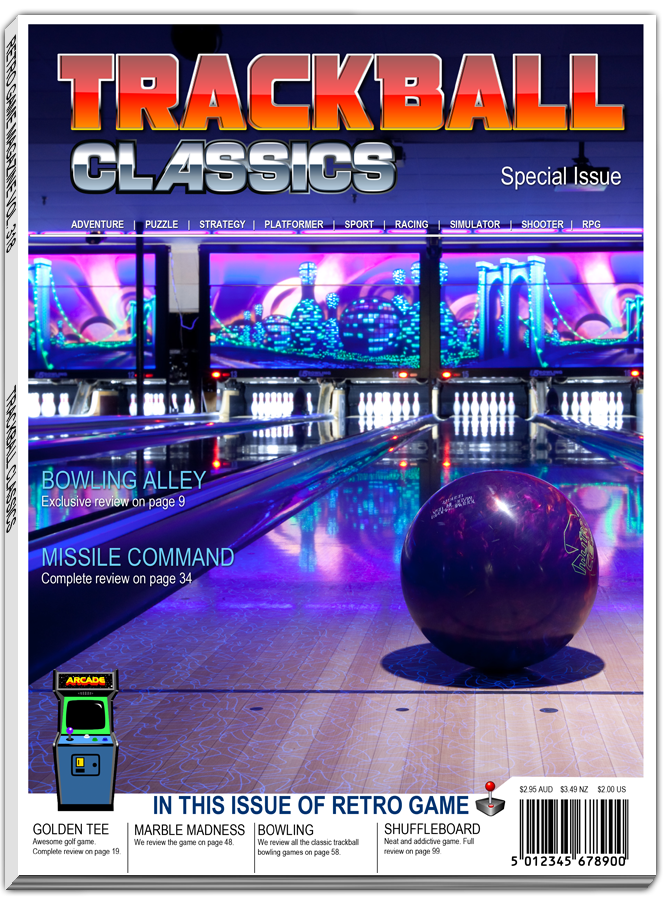 TRACKBALL
CLASSICS
Special Issue
ADVENTURE | PUZZLE | STRATEGY | PLATFORMER | SPORT | RACING | SIMULATOR | SHOOTER | RPG
BOWLING ALLEY
Exclusive review on page 9
MISSILE COMMAND
Complete review on page 34
ARCADE
IN THIS ISSUE OF RETRO GAME
$2.95 AUD $3.49 NZ $2.00 US
GOLDEN TEE
Awesome golf game.
Complete review on page 19.
MARBLE MADNESS
We review the game on page 48.
BOWLING
We review all the classic trackball
bowling games on page 58.
SHUFFLEBOARD
Neat and addictive game. Full
review on page 99.
5 012345 678900
TRACKBALL CLASSICS